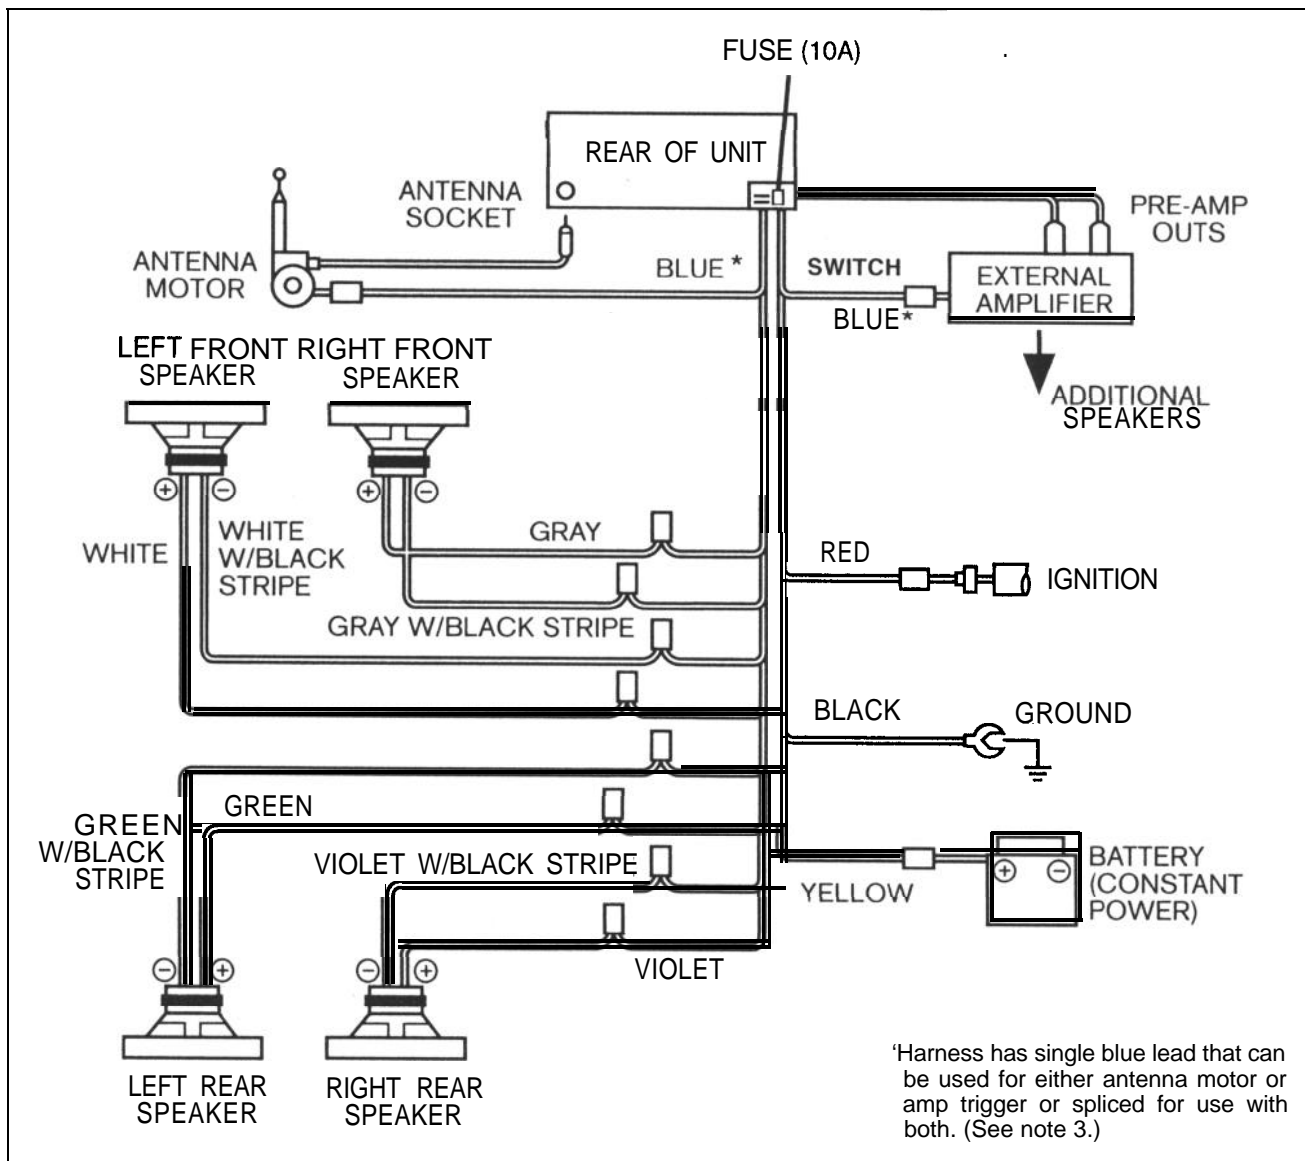 FUSE (10A)
REAR OF UNIT
ANTENNA
SOCKET
PRE-AMP
OUTS
ANTENNA
MOTOR
BLUE *
SWITCH
EXTERNAL
AMPLIFIER
BLUE*
LEFT FRONT
SPEAKER
RIGHT FRONT
SPEAKER
ADDITIONAL
SPEAKERS
+
−
+
−
WHITE
WHITE
W/BLACK
STRIPE
GRAY
RED
IGNITION
GRAY W/BLACK STRIPE
BLACK
GROUND
GREEN
GREEN
W/BLACK
STRIPE
VIOLET W/BLACK STRIPE
YELLOW
+
−
BATTERY
(CONSTANT
POWER)
VIOLET
−
+
−
+
LEFT REAR
SPEAKER
RIGHT REAR
SPEAKER
‘Harness has single blue lead that can
be used for either antenna motor or
amp trigger or spliced for use with
both. (See note 3.)